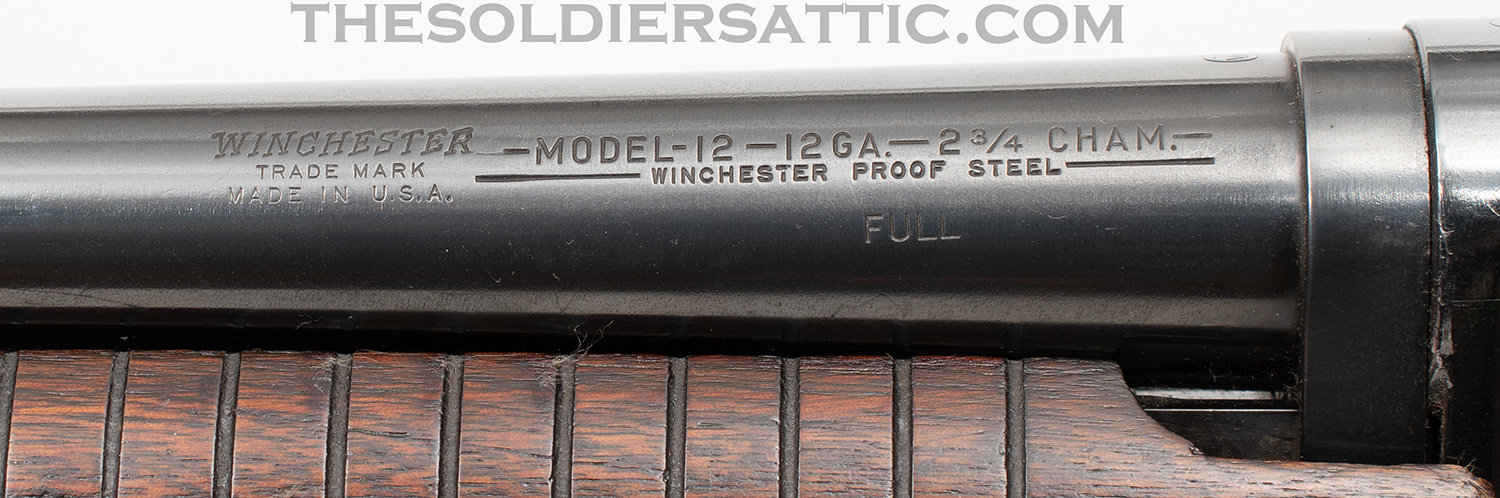 THESOLDIERSATTIC.COM
WINCHESTER
TRADE MARK
MADE IN U.S.A.
—MODEL-12—12GA.—2 3/4 CHAM.—
WINCHESTER PROOF STEEL
FULL